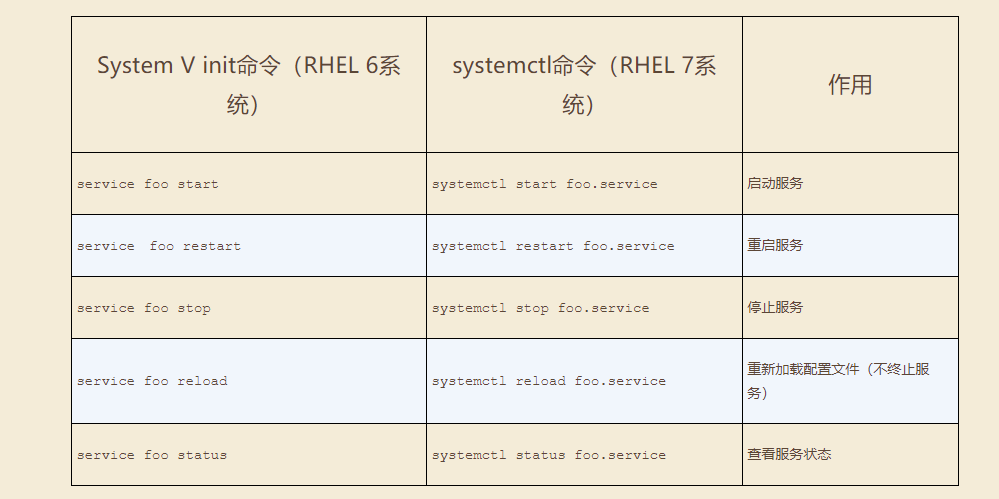 System V init命令（RHEL 6系
统）
systemctl命令（RHEL 7系
统）
作用
service foo start
systemctl start foo.service
启动服务
service foo restart
systemctl restart foo.service
重启服务
service foo stop
systemctl stop foo.service
停止服务
service foo reload
systemctl reload foo.service
重新加载配置文件（不终止服
务）
service foo status
systemctl status foo.service
查看服务状态